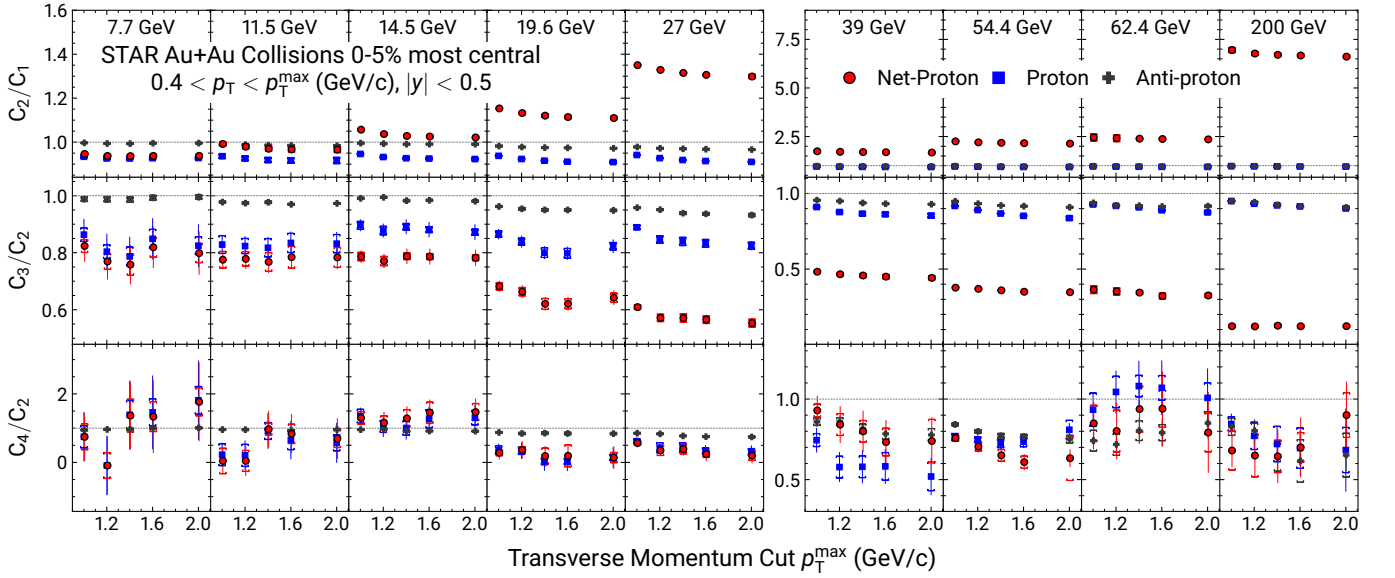 7.7 GeV 11.5 GeV 14.5 GeV 19.6 GeV 27 GeV 39 GeV 54.4 GeV 62.4 GeV 200 GeV
STAR Au+Au Collisions 0-5% most central
0.4 < p_T < p_T^max (GeV/c), |y| < 0.5
Net-Proton Proton Anti-proton
C₂/C₁
1.6
1.4
1.2
1.0
7.5
5.0
2.5
C₃/C₂
1.0
0.8
0.6
1.0
0.5
C₄/C₂
2
0
1.0
0.5
1.2 1.6 2.0 1.2 1.6 2.0 1.2 1.6 2.0 1.2 1.6 2.0 1.2 1.6 2.0 1.2 1.6 2.0 1.2 1.6 2.0 1.2 1.6 2.0 1.2 1.6 2.0
Transverse Momentum Cut p_T^max (GeV/c)